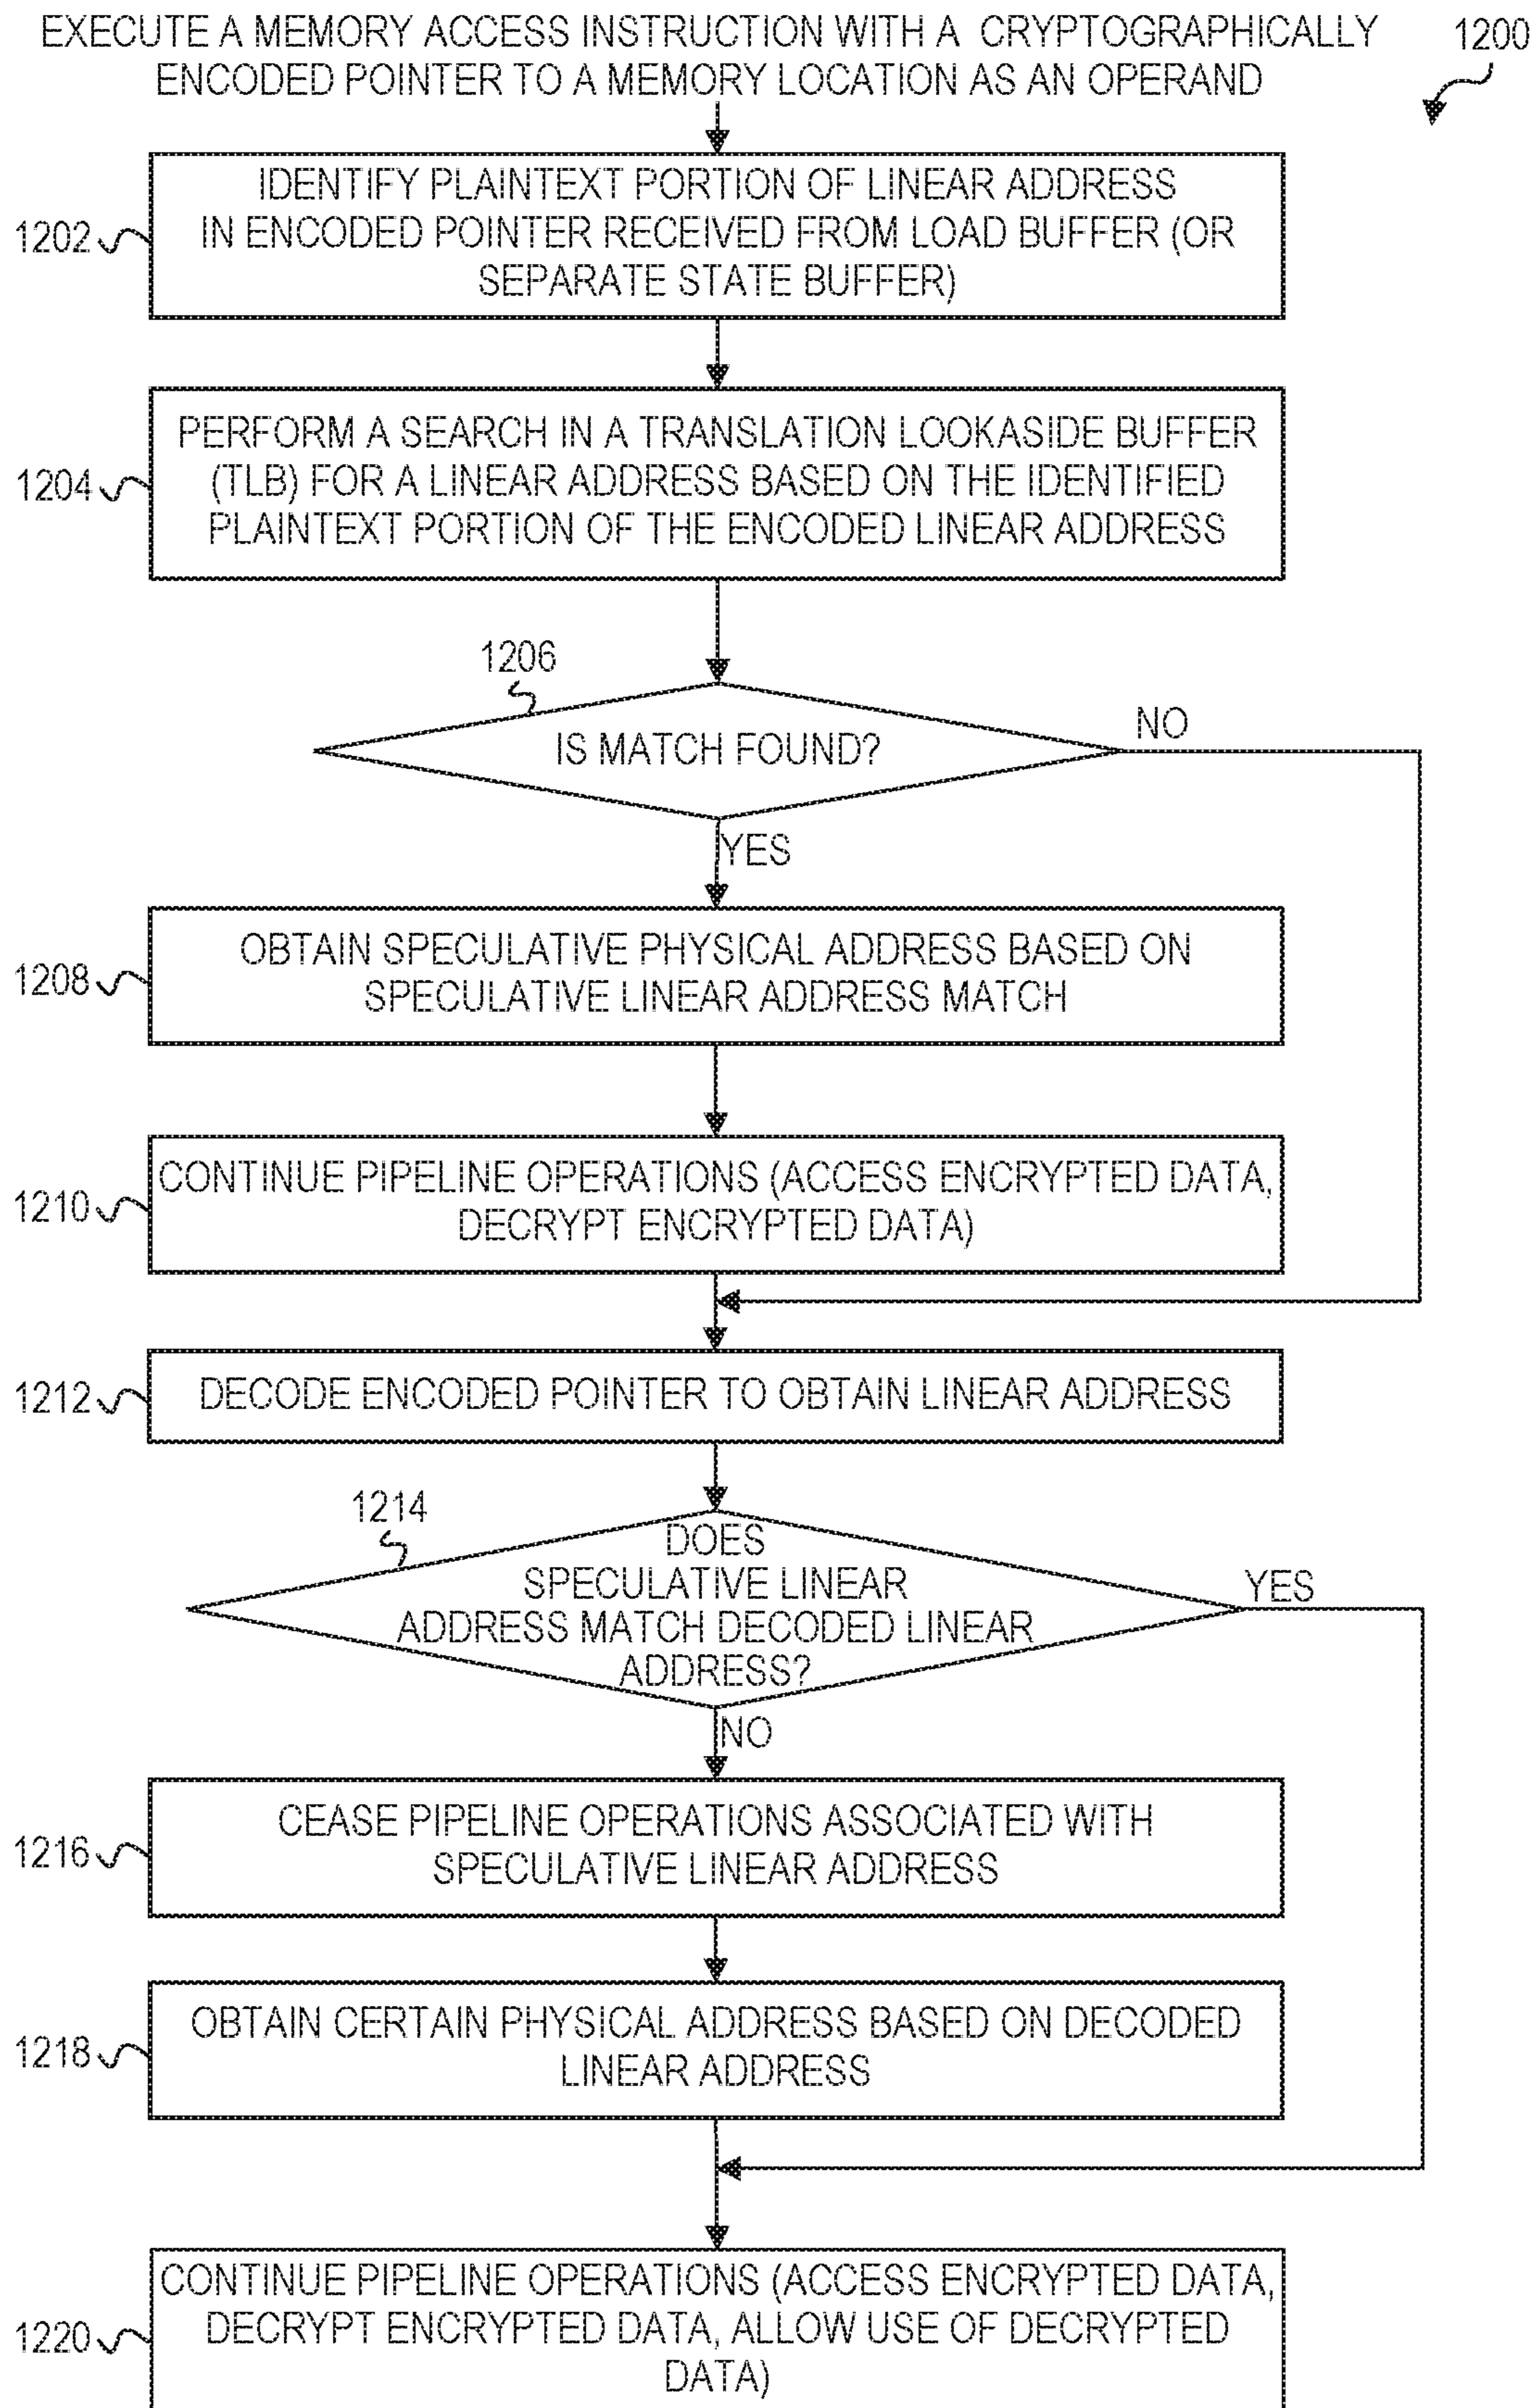 EXECUTE A MEMORY ACCESS INSTRUCTION WITH A CRYPTOGRAPHICALLY
ENCODED POINTER TO A MEMORY LOCATION AS AN OPERAND
1200
IDENTIFY PLAINTEXT PORTION OF LINEAR ADDRESS
IN ENCODED POINTER RECEIVED FROM LOAD BUFFER (OR
SEPARATE STATE BUFFER)
1202
PERFORM A SEARCH IN A TRANSLATION LOOKASIDE BUFFER
(TLB) FOR A LINEAR ADDRESS BASED ON THE IDENTIFIED
PLAINTEXT PORTION OF THE ENCODED LINEAR ADDRESS
1204
1206
IS MATCH FOUND?
NO
YES
OBTAIN SPECULATIVE PHYSICAL ADDRESS BASED ON
SPECULATIVE LINEAR ADDRESS MATCH
1208
CONTINUE PIPELINE OPERATIONS (ACCESS ENCRYPTED DATA,
DECRYPT ENCRYPTED DATA)
1210
1212
DECODE ENCODED POINTER TO OBTAIN LINEAR ADDRESS
1214
DOES
SPECULATIVE LINEAR
ADDRESS MATCH DECODED LINEAR
ADDRESS?
YES
NO
CEASE PIPELINE OPERATIONS ASSOCIATED WITH
SPECULATIVE LINEAR ADDRESS
1216
OBTAIN CERTAIN PHYSICAL ADDRESS BASED ON DECODED
LINEAR ADDRESS
1218
CONTINUE PIPELINE OPERATIONS (ACCESS ENCRYPTED DATA,
DECRYPT ENCRYPTED DATA, ALLOW USE OF DECRYPTED
DATA)
1220